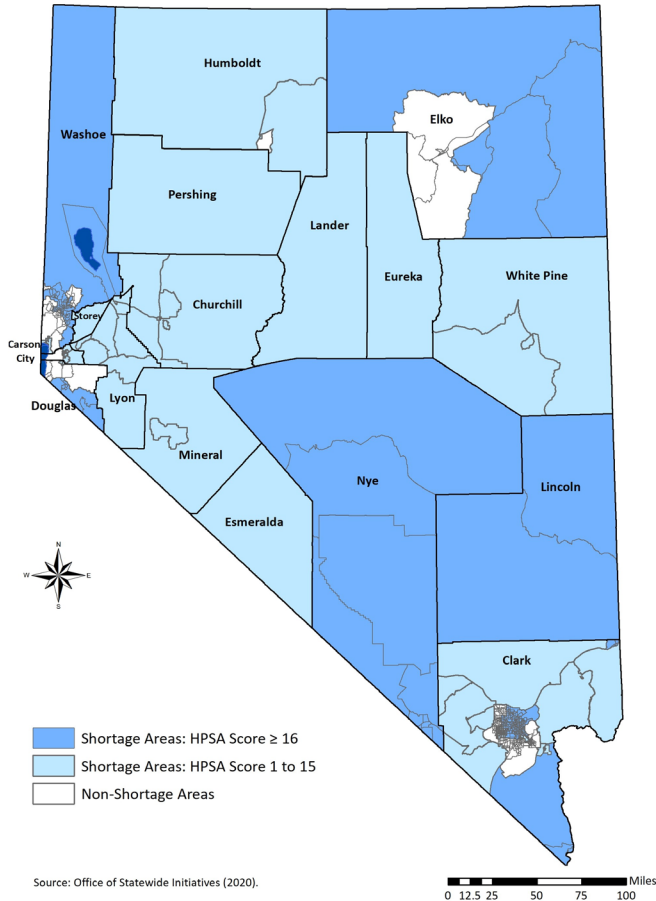 Humboldt
Elko
Washoe
Pershing
Lander
Eureka
White Pine
Churchill
Storey
Carson
City
Douglas
Lyon
Mineral
Nye
Lincoln
Esmeralda
N
W E
S
Clark
Shortage Areas: HPSA Score ≥ 16
Shortage Areas: HPSA Score 1 to 15
Non-Shortage Areas
Source: Office of Statewide Initiatives (2020).
Miles
0 12.5 25 50 75 100